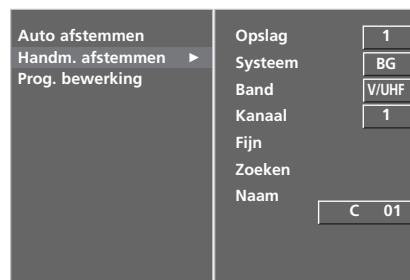 Auto afstemmen
Handm. afstemmen ►
Prog. bewerking
Opslag 1
Systeem BG
Band V/UHF
Kanaal 1
Fijn
Zoeken
Naam
C 01